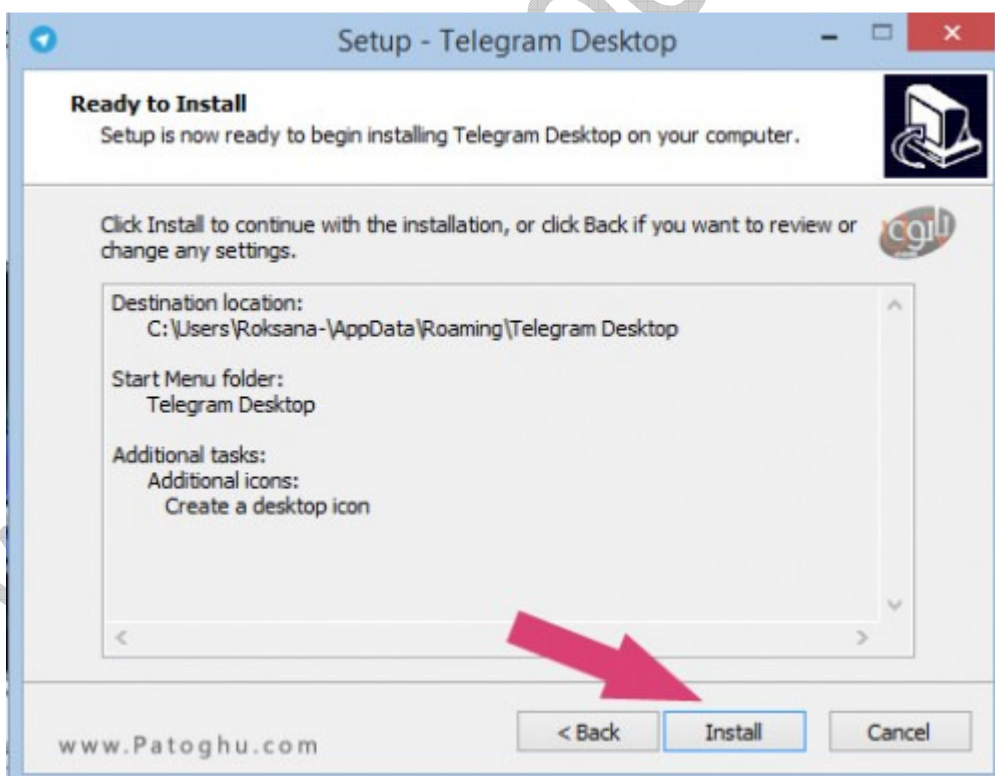 Setup - Telegram Desktop
Ready to Install
Setup is now ready to begin installing Telegram Desktop on your computer.
Click Install to continue with the installation, or click Back if you want to review or
change any settings.
Destination location:
C:\Users\Roksana-\AppData\Roaming\Telegram Desktop
Start Menu folder:
Telegram Desktop
Additional tasks:
Additional icons:
Create a desktop icon
< Back
Install
Cancel
www.Patoghu.com